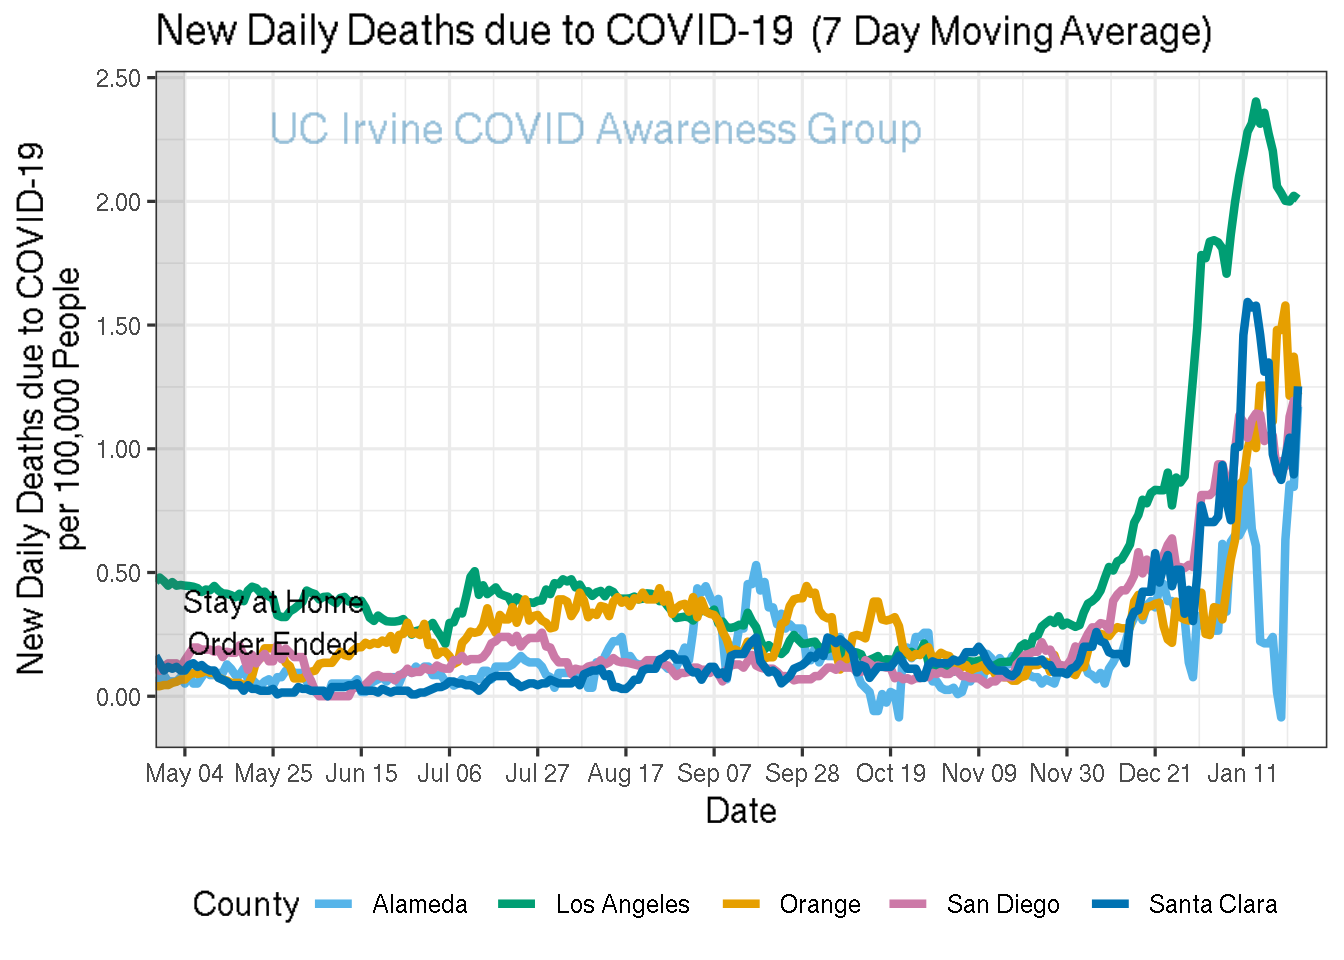 New Daily Deaths due to COVID-19 (7 Day Moving Average)
UC Irvine COVID Awareness Group
New Daily Deaths due to COVID-19
per 100,000 People
2.50
2.00
1.50
1.00
0.50
0.00
Stay at Home
Order Ended
May 04 May 25 Jun 15 Jul 06 Jul 27 Aug 17 Sep 07 Sep 28 Oct 19 Nov 09 Nov 30 Dec 21 Jan 11
Date
County Alameda Los Angeles Orange San Diego Santa Clara